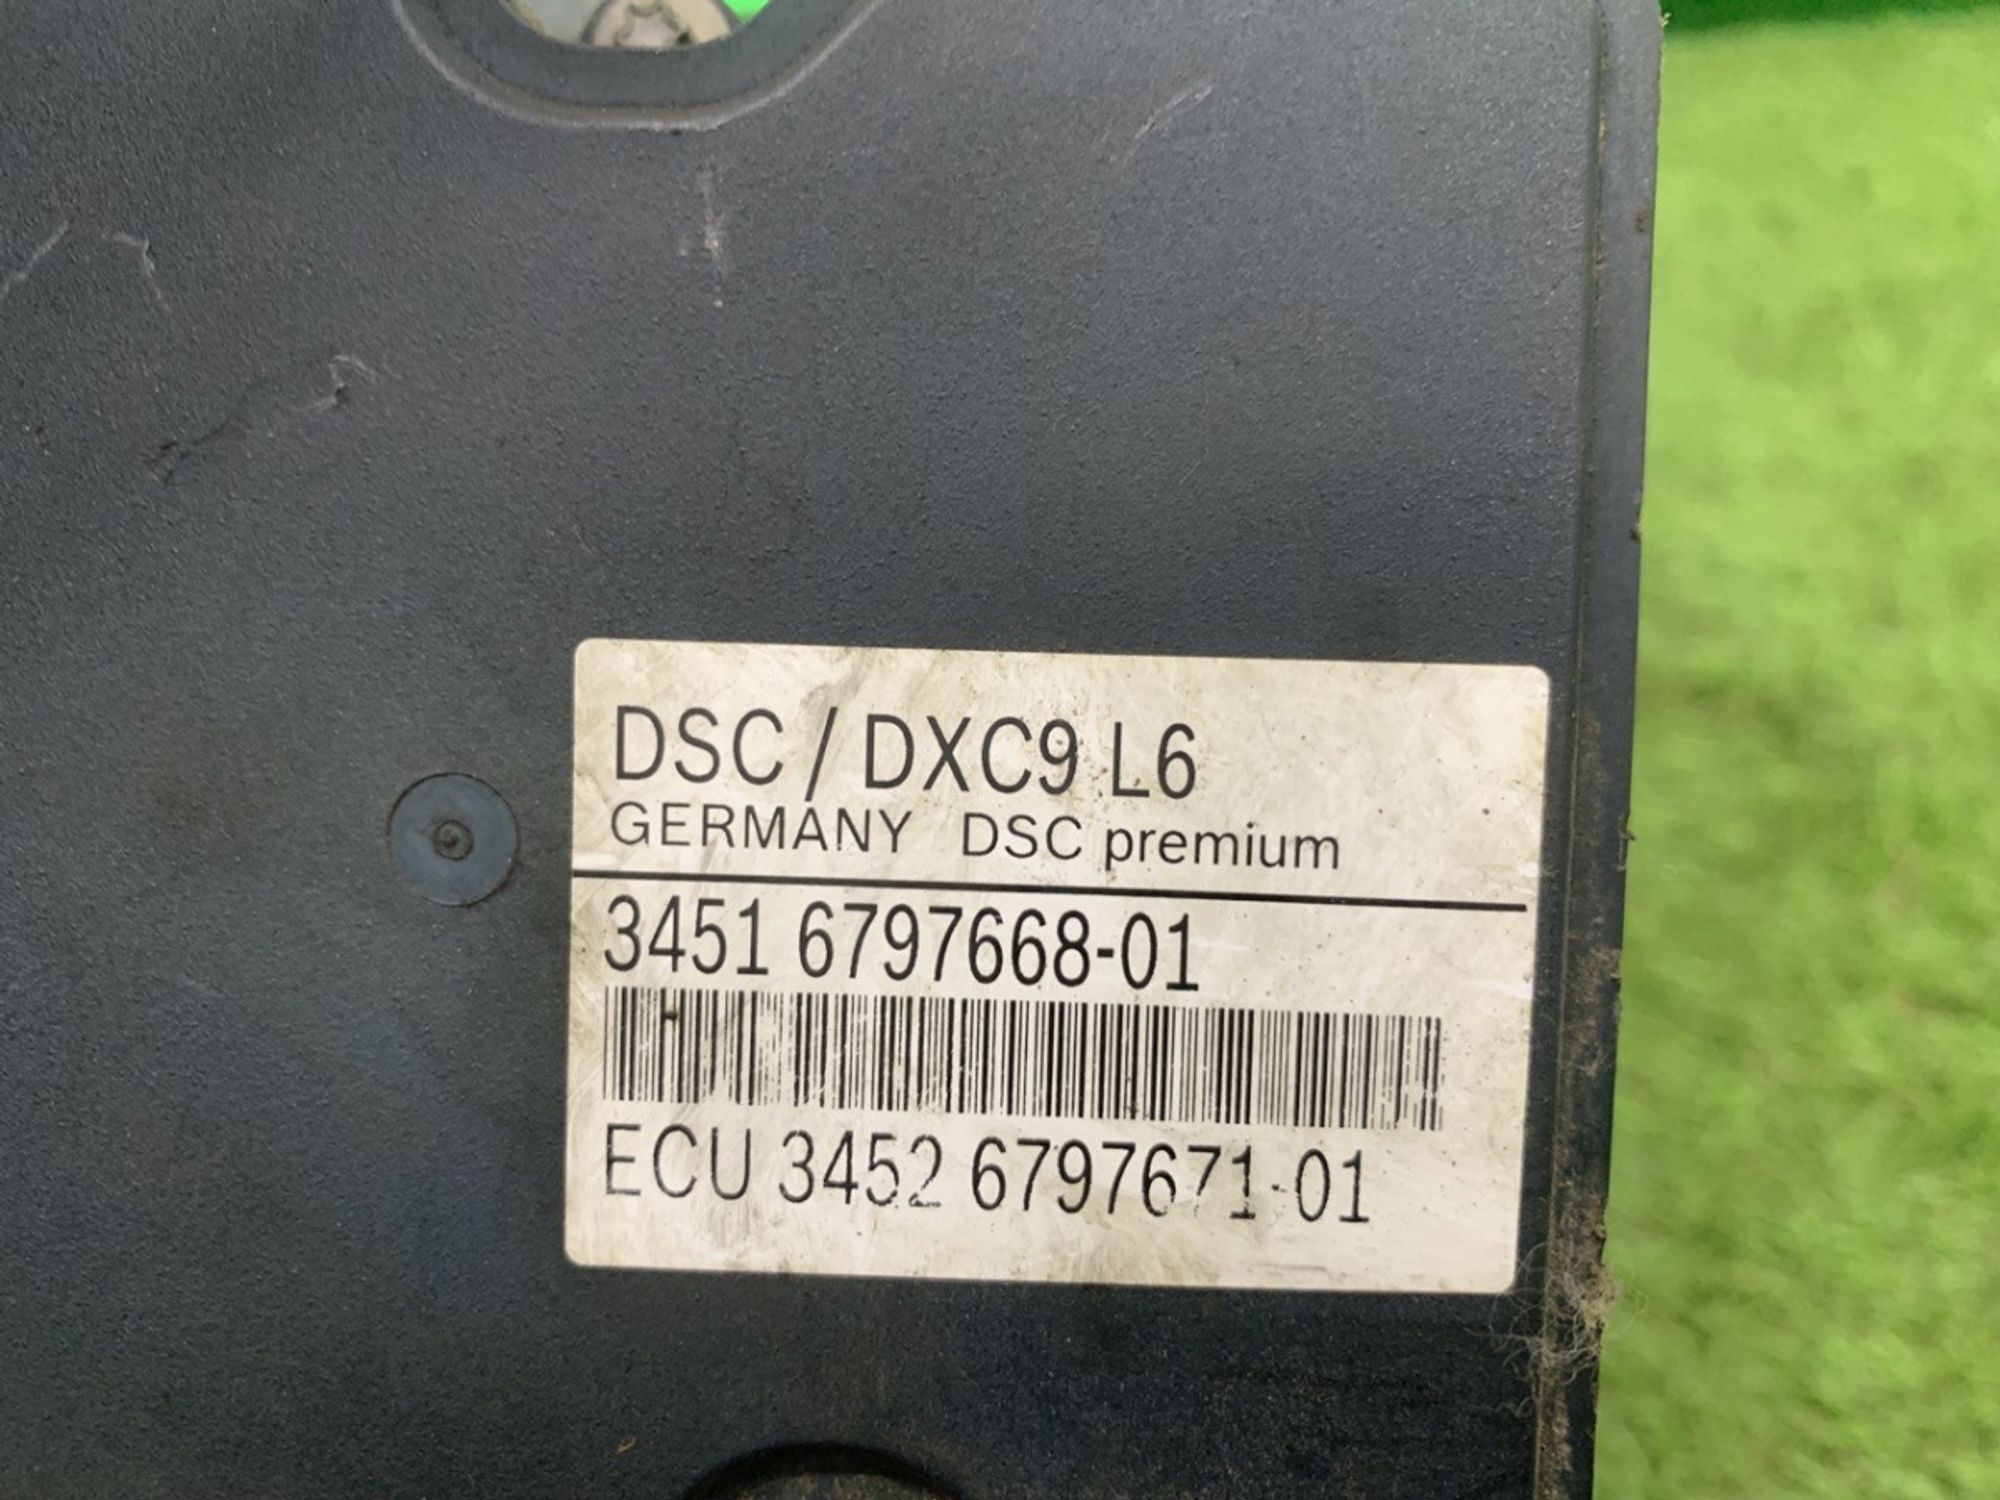 DSC / DXC9 L6
GERMANY DSC premium
3451 6797668-01
ECU 3452 6797671-01